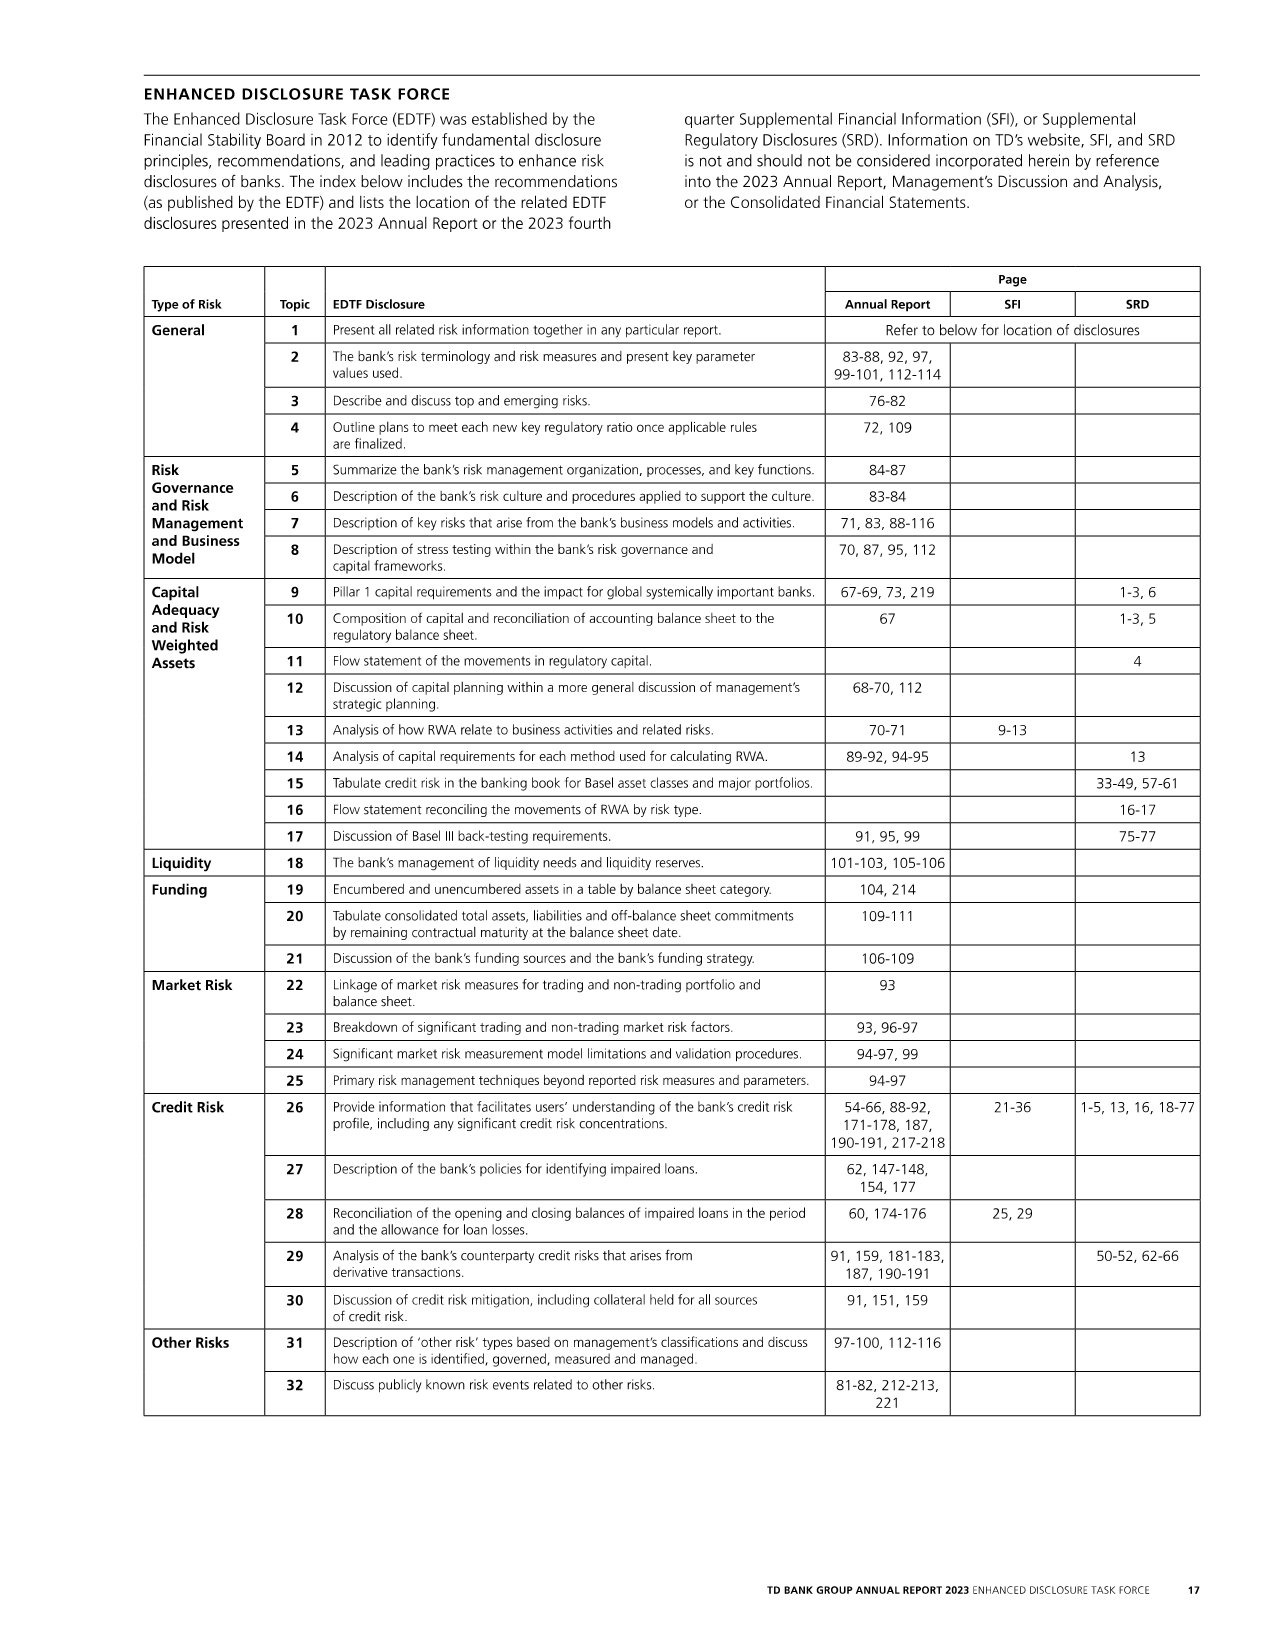 ENHANCED DISCLOSURE TASK FORCE
The Enhanced Disclosure Task Force (EDTF) was established by the
Financial Stability Board in 2012 to identify fundamental disclosure
principles, recommendations, and leading practices to enhance risk
disclosures of banks. The index below includes the recommendations
(as published by the EDTF) and lists the location of the related EDTF
disclosures presented in the 2023 Annual Report or the 2023 fourth
quarter Supplemental Financial Information (SFI), or Supplemental
Regulatory Disclosures (SRD). Information on TD’s website, SFI, and SRD
is not and should not be considered incorporated herein by reference
into the 2023 Annual Report, Management’s Discussion and Analysis,
or the Consolidated Financial Statements.
Page
Type of Risk Topic EDTF Disclosure Annual Report SFI SRD
General 1 Present all related risk information together in any particular report. Refer to below for location of disclosures
2 The bank’s risk terminology and risk measures and present key parameter 83-88, 92, 97,
values used. 99-101, 112-114
3 Describe and discuss top and emerging risks. 76-82
4 Outline plans to meet each new key regulatory ratio once applicable rules 72, 109
are finalized.
Risk 5 Summarize the bank’s risk management organization, processes, and key functions. 84-87
Governance
and Risk 6 Description of the bank’s risk culture and procedures applied to support the culture. 83-84
Management 7 Description of key risks that arise from the bank’s business models and activities. 71, 83, 88-116
and Business
Model 8 Description of stress testing within the bank’s risk governance and 70, 87, 95, 112
capital frameworks.
Capital 9 Pillar 1 capital requirements and the impact for global systemically important banks. 67-69, 73, 219 1-3, 6
Adequacy
and Risk 10 Composition of capital and reconciliation of accounting balance sheet to the 67 1-3, 5
Weighted regulatory balance sheet.
Assets 11 Flow statement of the movements in regulatory capital. 4
12 Discussion of capital planning within a more general discussion of management’s 68-70, 112
strategic planning.
13 Analysis of how RWA relate to business activities and related risks. 70-71 9-13
14 Analysis of capital requirements for each method used for calculating RWA. 89-92, 94-95 13
15 Tabulate credit risk in the banking book for Basel asset classes and major portfolios. 33-49, 57-61
16 Flow statement reconciling the movements of RWA by risk type. 16-17
17 Discussion of Basel III back-testing requirements. 91, 95, 99 75-77
Liquidity 18 The bank’s management of liquidity needs and liquidity reserves. 101-103, 105-106
Funding 19 Encumbered and unencumbered assets in a table by balance sheet category. 104, 214
20 Tabulate consolidated total assets, liabilities and off-balance sheet commitments 109-111
by remaining contractual maturity at the balance sheet date.
21 Discussion of the bank’s funding sources and the bank’s funding strategy. 106-109
Market Risk 22 Linkage of market risk measures for trading and non-trading portfolio and 93
balance sheet.
23 Breakdown of significant trading and non-trading market risk factors. 93, 96-97
24 Significant market risk measurement model limitations and validation procedures. 94-97, 99
25 Primary risk management techniques beyond reported risk measures and parameters. 94-97
Credit Risk 26 Provide information that facilitates users’ understanding of the bank’s credit risk 54-66, 88-92, 21-36 1-5, 13, 16, 18-77
profile, including any significant credit risk concentrations. 171-178, 187,
190-191, 217-218
27 Description of the bank’s policies for identifying impaired loans. 62, 147-148,
154, 177
28 Reconciliation of the opening and closing balances of impaired loans in the period 60, 174-176 25, 29
and the allowance for loan losses.
29 Analysis of the bank’s counterparty credit risks that arises from 91, 159, 181-183, 50-52, 62-66
derivative transactions. 187, 190-191
30 Discussion of credit risk mitigation, including collateral held for all sources 91, 151, 159
of credit risk.
Other Risks 31 Description of ‘other risk’ types based on management’s classifications and discuss 97-100, 112-116
how each one is identified, governed, measured and managed.
32 Discuss publicly known risk events related to other risks. 81-82, 212-213,
221
TD BANK GROUP ANNUAL REPORT 2023 ENHANCED DISCLOSURE TASK FORCE 17